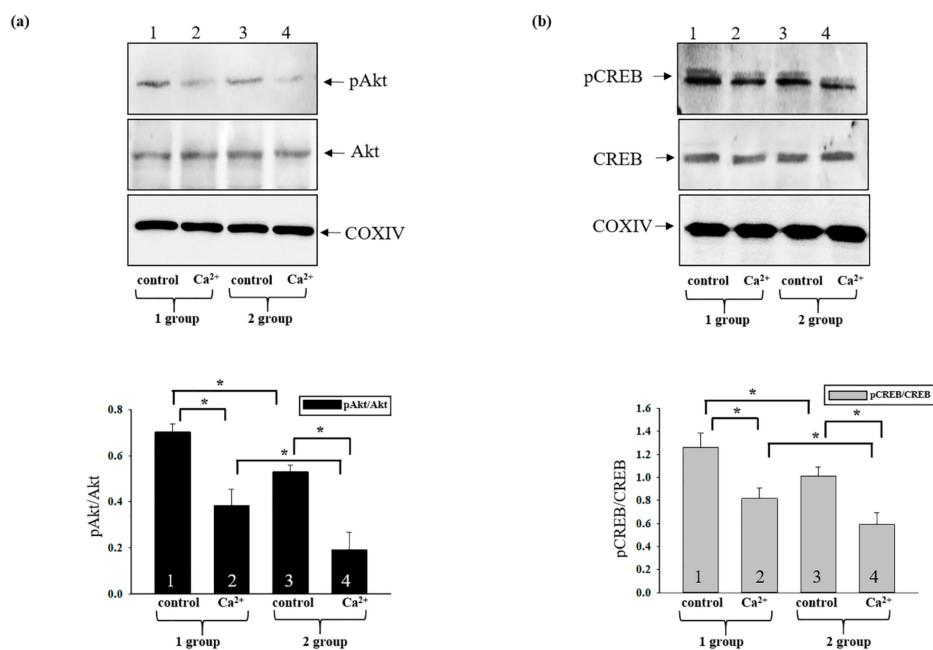 (a)
1 2 3 4
pAkt
Akt
COXIV
control Ca²⁺ control Ca²⁺
1 group 2 group
* * * *
pAkt/Akt
pAkt/Akt
0.8
0.6
0.4
0.2
0.0
1 2 3 4
control Ca²⁺ control Ca²⁺
1 group 2 group
(b)
1 2 3 4
pCREB
CREB
COXIV
control Ca²⁺ control Ca²⁺
1 group 2 group
* * * *
pCREB/CREB
pCREB/CREB
1.6
1.4
1.2
1.0
0.8
0.6
0.4
0.2
0.0
1 2 3 4
control Ca²⁺ control Ca²⁺
1 group 2 group